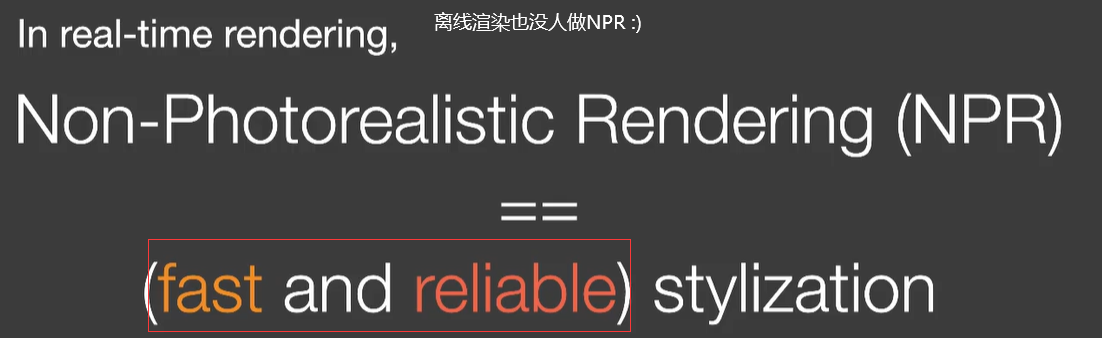 In real-time rendering,
离线渲染也没人做NPR :)
Non-Photorealistic Rendering (NPR)
==
(fast and reliable) stylization